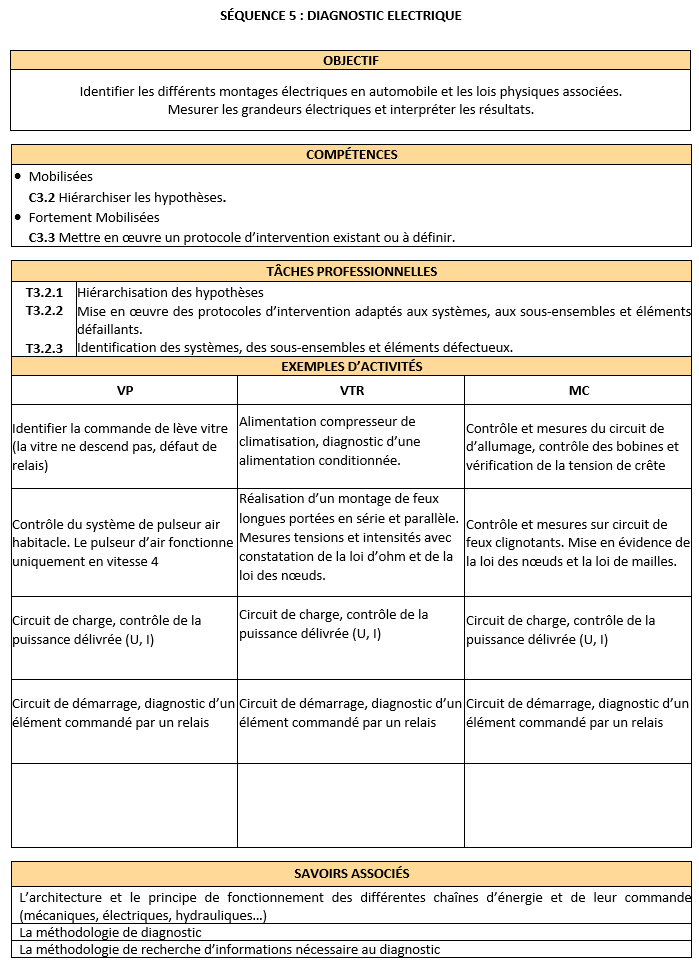 SÉQUENCE 5 : DIAGNOSTIC ELECTRIQUE
OBJECTIF
Identifier les différents montages électriques en automobile et les lois physiques associées.
Mesurer les grandeurs électriques et interpréter les résultats.
COMPÉTENCES
• Mobilisées
C3.2 Hiérarchiser les hypothèses.
• Fortement Mobilisées
C3.3 Mettre en œuvre un protocole d'intervention existant ou à définir.
TÂCHES PROFESSIONNELLES
T3.2.1 Hiérarchisation des hypothèses
T3.2.2 Mise en œuvre des protocoles d'intervention adaptés aux systèmes, aux sous-ensembles et éléments
défaillants.
T3.2.3 Identification des systèmes, des sous-ensembles et éléments défectueux.
EXEMPLES D'ACTIVITÉS
VP VTR MC
Identifier la commande de lève vitre
(la vitre ne descend pas, défaut de
relais)
Alimentation compresseur de
climatisation, diagnostic d'une
alimentation conditionnée.
Contrôle et mesures du circuit de
d'allumage, contrôle des bobines et
vérification de la tension de crête
Contrôle du système de pulseur air
habitacle. Le pulseur d'air fonctionne
uniquement en vitesse 4
Réalisation d'un montage de feux
longues portées en série et parallèle.
Mesures tensions et intensités avec
constatation de la loi d'ohm et de la
loi des nœuds.
Contrôle et mesures sur circuit de
feux clignotants. Mise en évidence de
la loi des nœuds et la loi de mailles.
Circuit de charge, contrôle de la
puissance délivrée (U, I)
Circuit de charge, contrôle de la
puissance délivrée (U, I)
Circuit de charge, contrôle de la
puissance délivrée (U, I)
Circuit de démarrage, diagnostic d'un
élément commandé par un relais
Circuit de démarrage, diagnostic d'un
élément commandé par un relais
Circuit de démarrage, diagnostic d'un
élément commandé par un relais
SAVOIRS ASSOCIÉS
L'architecture et le principe de fonctionnement des différentes chaînes d'énergie et de leur commande
(mécaniques, électriques, hydrauliques…)
La méthodologie de diagnostic
La méthodologie de recherche d'informations nécessaire au diagnostic